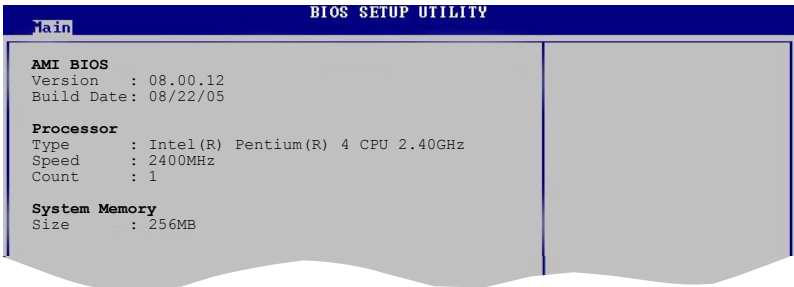 BIOS SETUP UTILITY
Main
AMI BIOS
Version : 08.00.12
Build Date: 08/22/05
Processor
Type : Intel(R) Pentium(R) 4 CPU 2.40GHz
Speed : 2400MHz
Count : 1
System Memory
Size : 256MB